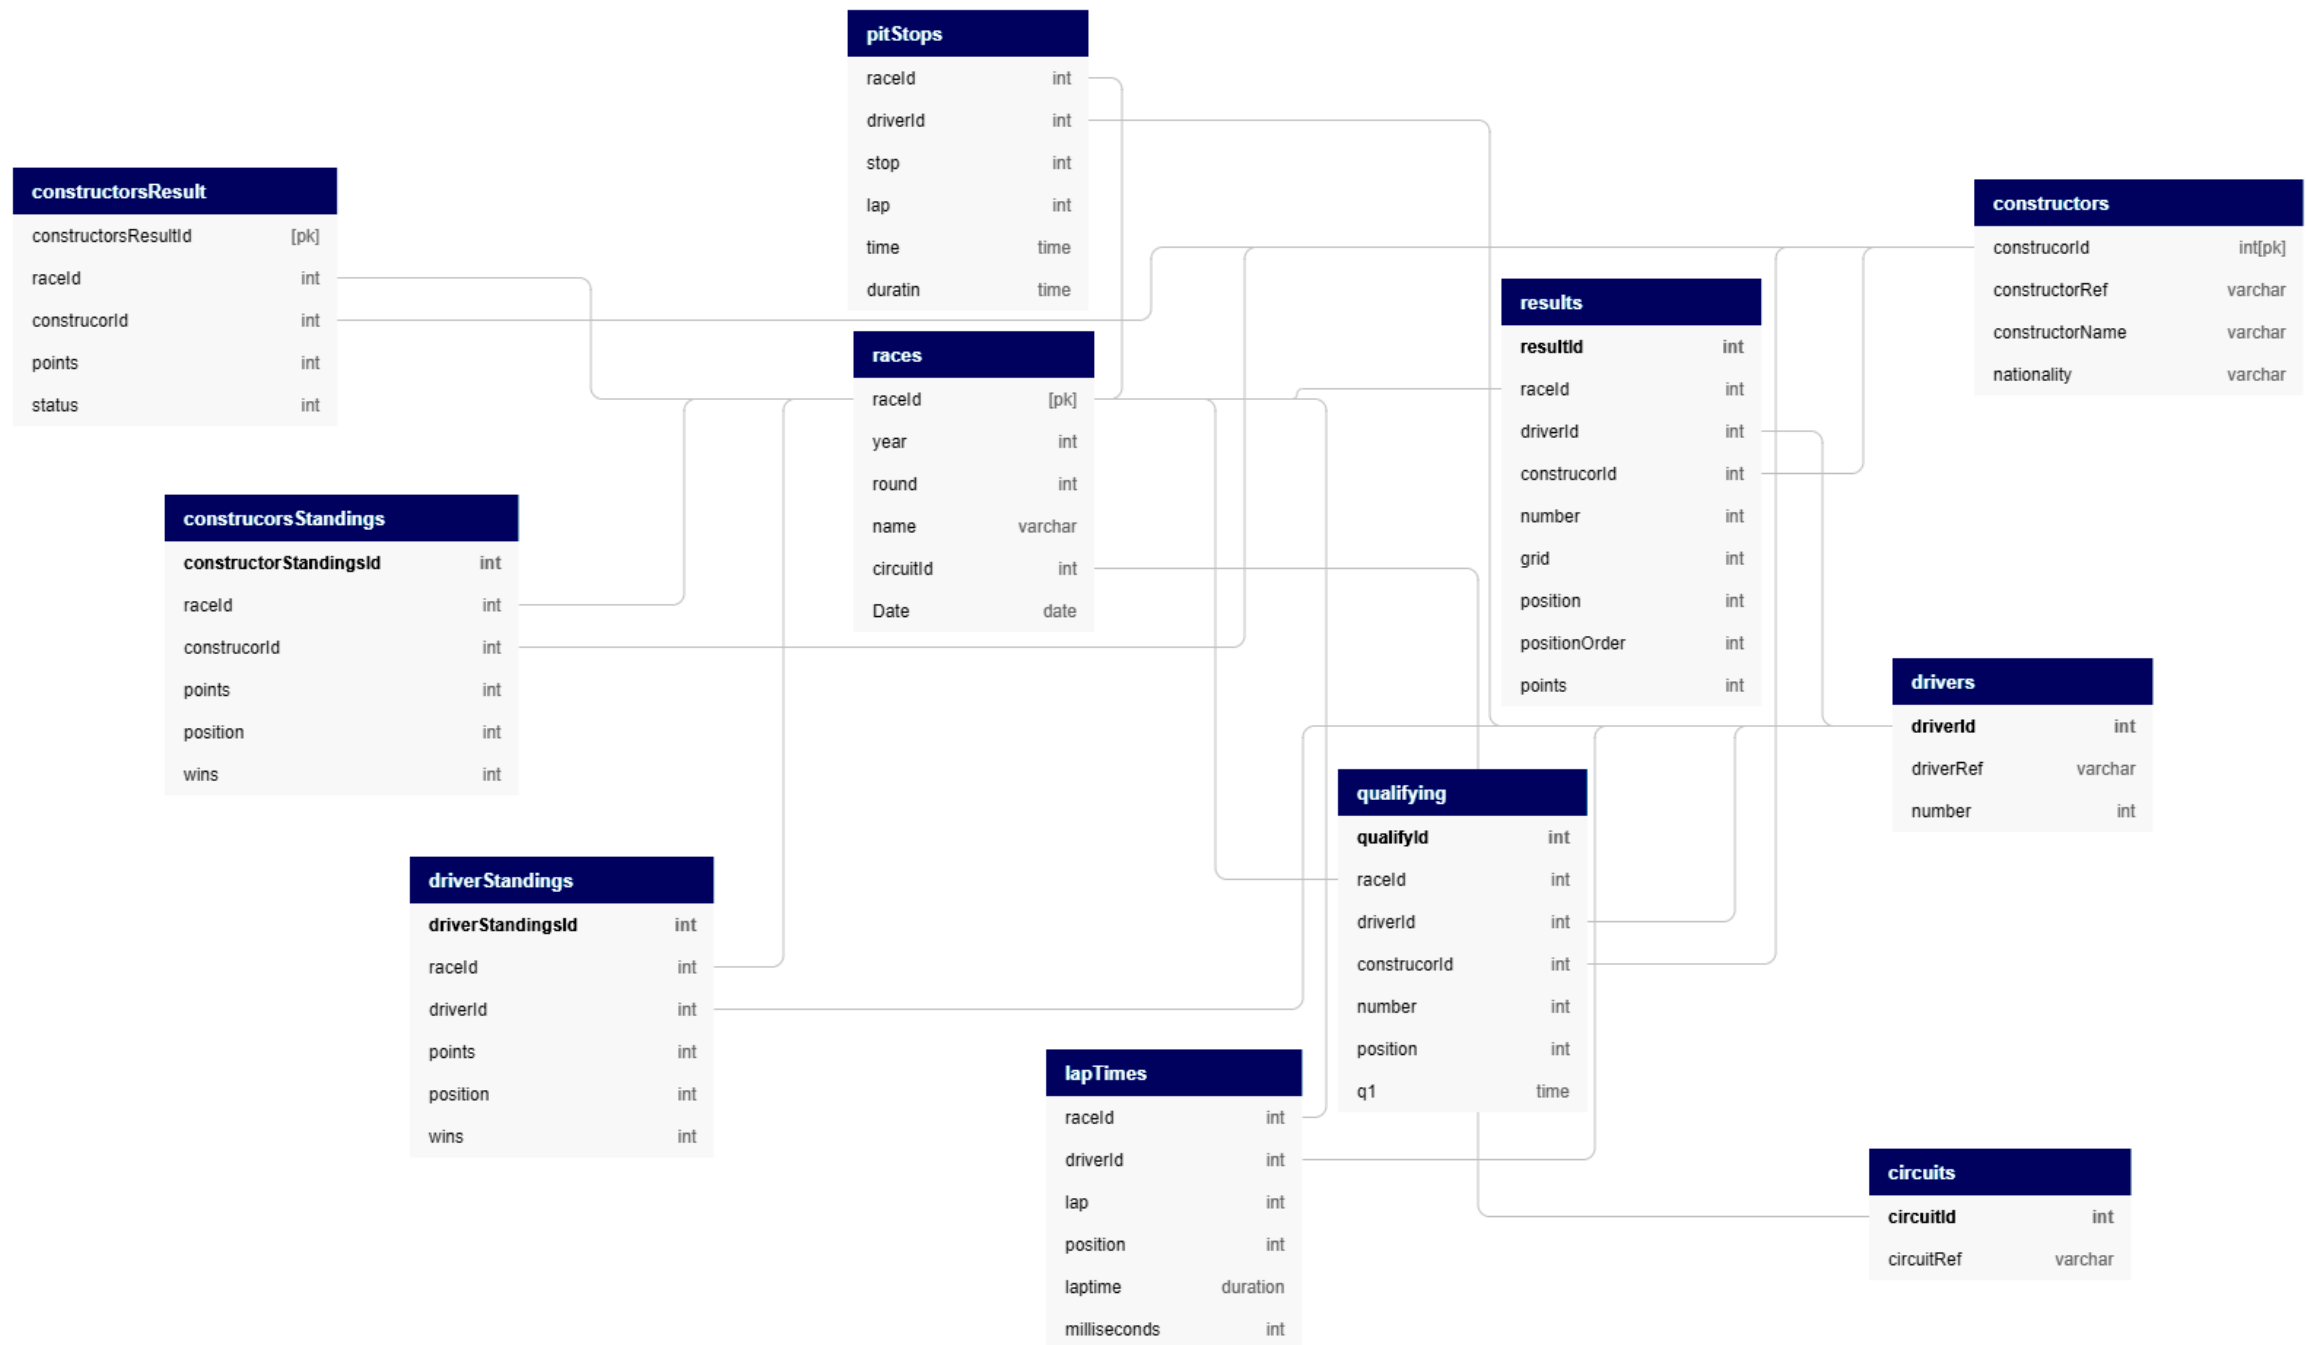 pitStops
raceId int
driverId int
stop int
lap int
time time
duratin time
constructorsResult
constructorsResultId [pk]
raceId int
construcorId int
points int
status int
constructors
construcorId int[pk]
constructorRef varchar
constructorName varchar
nationality varchar
results
resultId int
raceId int
driverId int
construcorId int
number int
grid int
position int
positionOrder int
points int
races
raceId [pk]
year int
round int
name varchar
circuitId int
Date date
construcorsStandings
constructorStandingsId int
raceId int
construcorId int
points int
position int
wins int
drivers
driverId int
driverRef varchar
number int
qualifying
qualifyId int
raceId int
driverId int
construcorId int
number int
position int
q1 time
driverStandings
driverStandingsId int
raceId int
driverId int
points int
position int
wins int
lapTimes
raceId int
driverId int
lap int
position int
laptime duration
milliseconds int
circuits
circuitId int
circuitRef varchar